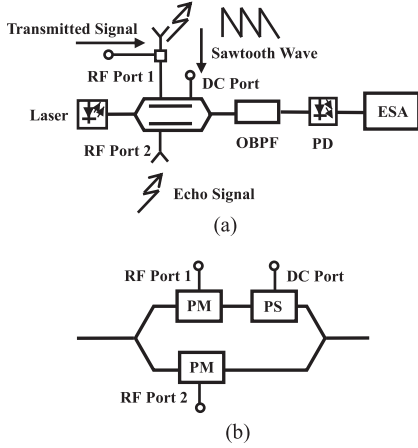 Transmitted Signal
Sawtooth Wave
RF Port 1
DC Port
Laser
ESA
OBPF
PD
RF Port 2
Echo Signal
(a)
RF Port 1
DC Port
PM
PS
PM
RF Port 2
(b)